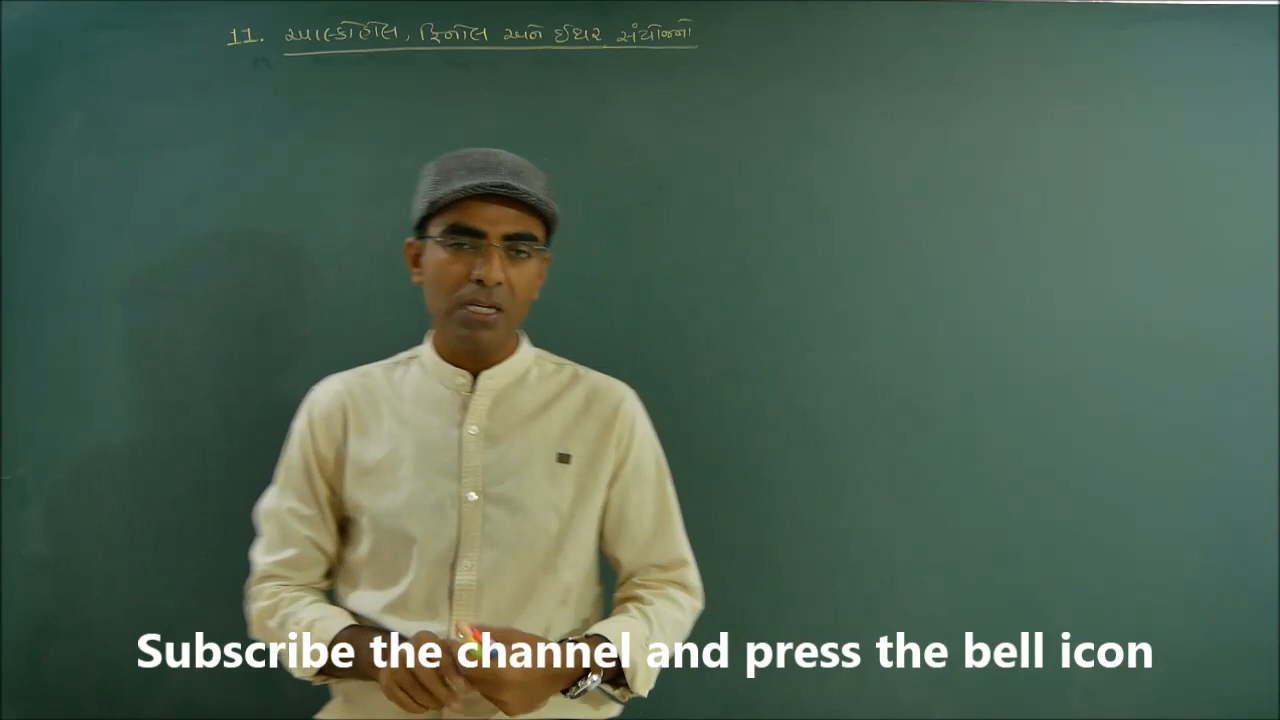 11. આલ્કોહોલ, ફિનોલ અને ઈથર સંયોજનો
Subscribe the channel and press the bell icon